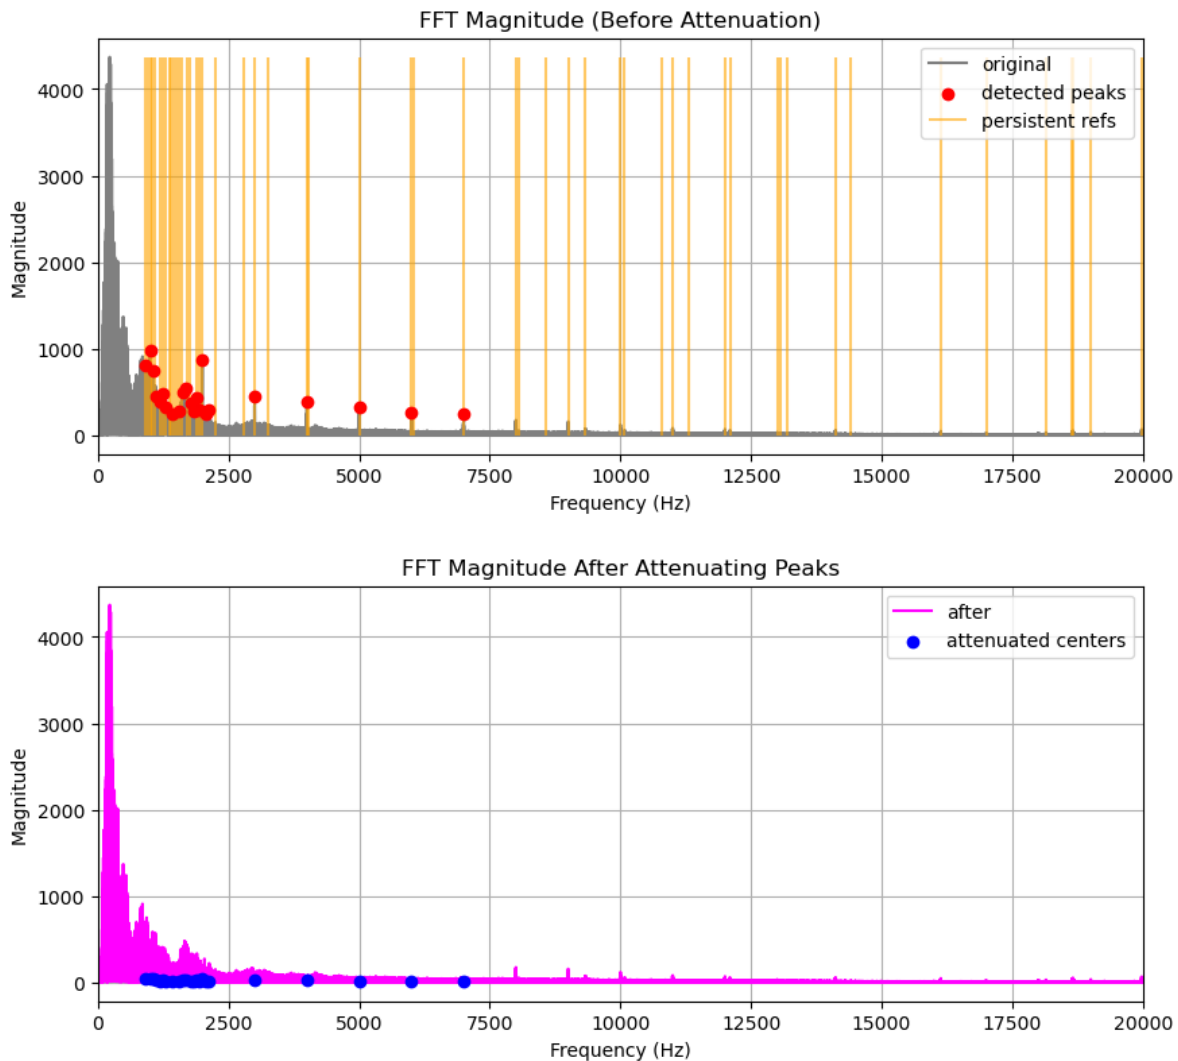 FFT Magnitude (Before Attenuation)
original
detected peaks
persistent refs
Magnitude
4000
3000
2000
1000
0
0 2500 5000 7500 10000 12500 15000 17500 20000
Frequency (Hz)
FFT Magnitude After Attenuating Peaks
after
attenuated centers
Magnitude
4000
3000
2000
1000
0
0 2500 5000 7500 10000 12500 15000 17500 20000
Frequency (Hz)